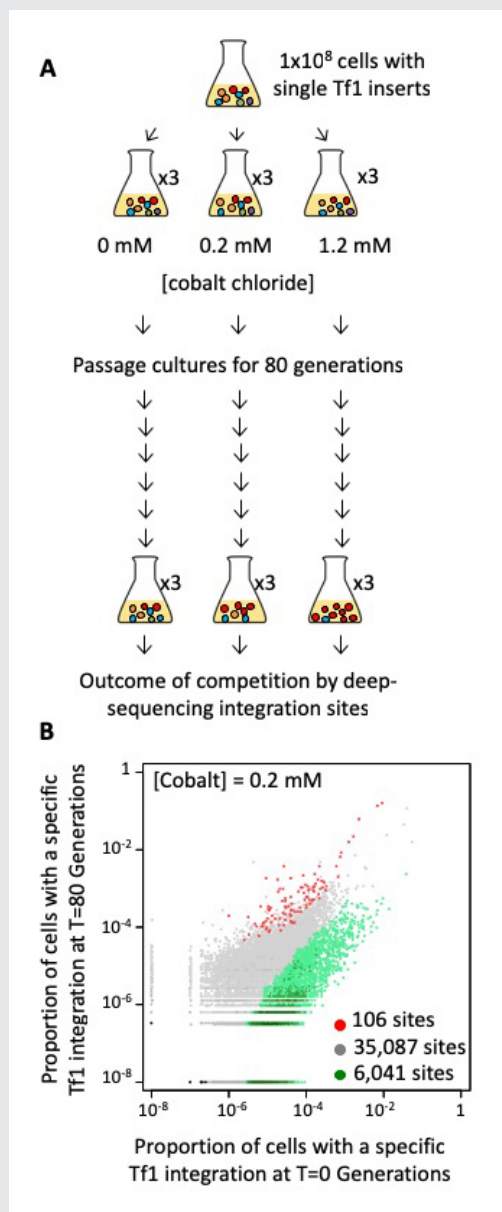 A
1x10⁸ cells with
single Tf1 inserts
x3
x3
x3
0 mM 0.2 mM 1.2 mM
[cobalt chloride]
Passage cultures for 80 generations
x3
x3
x3
Outcome of competition by deep-
sequencing integration sites
B
Proportion of cells with a specific
Tf1 integration at T=80 Generations
[Cobalt] = 0.2 mM
1
10⁻²
10⁻⁴
10⁻⁶
10⁻⁸
106 sites
35,087 sites
6,041 sites
10⁻⁸ 10⁻⁶ 10⁻⁴ 10⁻² 1
Proportion of cells with a specific
Tf1 integration at T=0 Generations